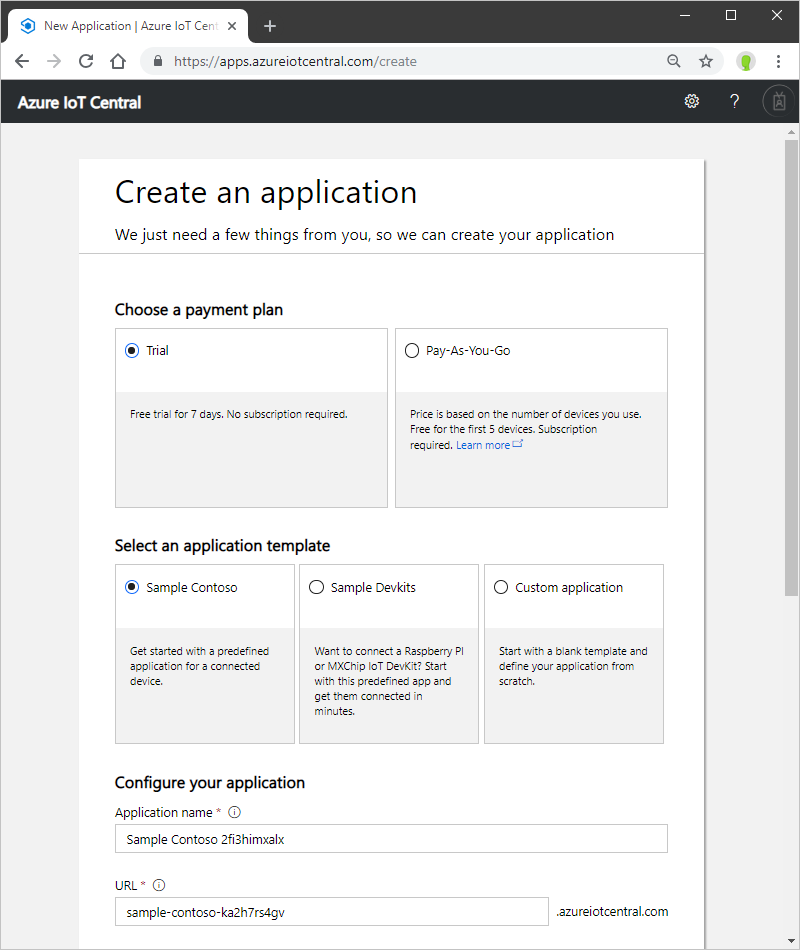 New Application | Azure IoT Cent
https://apps.azureiotcentral.com/create
Azure IoT Central
?
Create an application
We just need a few things from you, so we can create your application
Choose a payment plan
Trial
Free trial for 7 days. No subscription required.
Pay-As-You-Go
Price is based on the number of devices you use.
Free for the first 5 devices. Subscription
required. Learn more
Select an application template
Sample Contoso
Get started with a predefined
application for a connected
device.
Sample Devkits
Want to connect a Raspberry PI
or MXChip IoT DevKit? Start
with this predefined app and
get them connected in
minutes.
Custom application
Start with a blank template and
define your application from
scratch.
Configure your application
Application name *
Sample Contoso 2fi3himxalx
URL *
sample-contoso-ka2h7rs4gv
.azureiotcentral.com